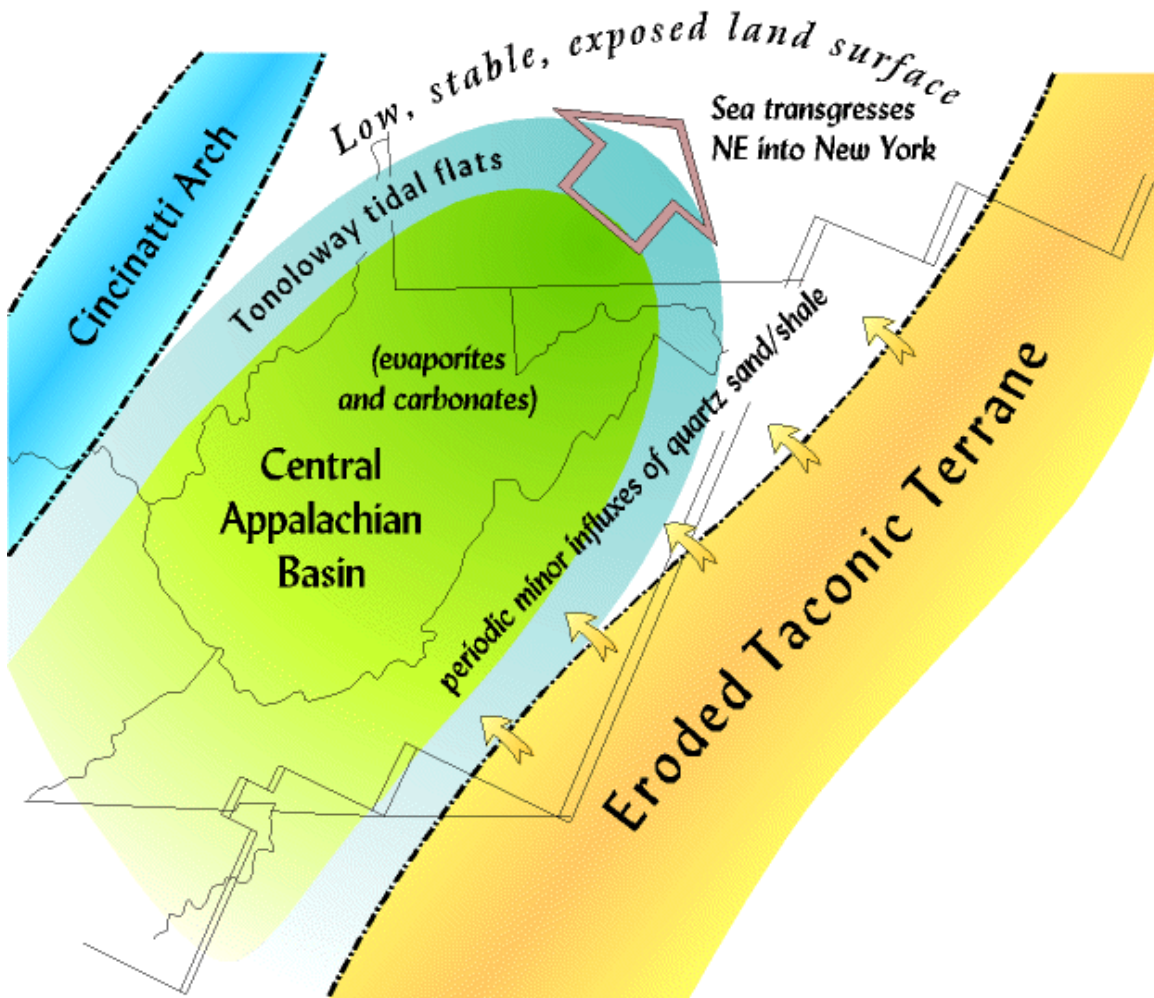 Low, stable, exposed land surface
Sea transgresses
NE into New York
Cincinatti Arch
Tonoloway tidal flats
(evaporites
and carbonates)
Central
Appalachian
Basin
periodic minor influxes of quartz sand/shale
Eroded Taconic Terrane